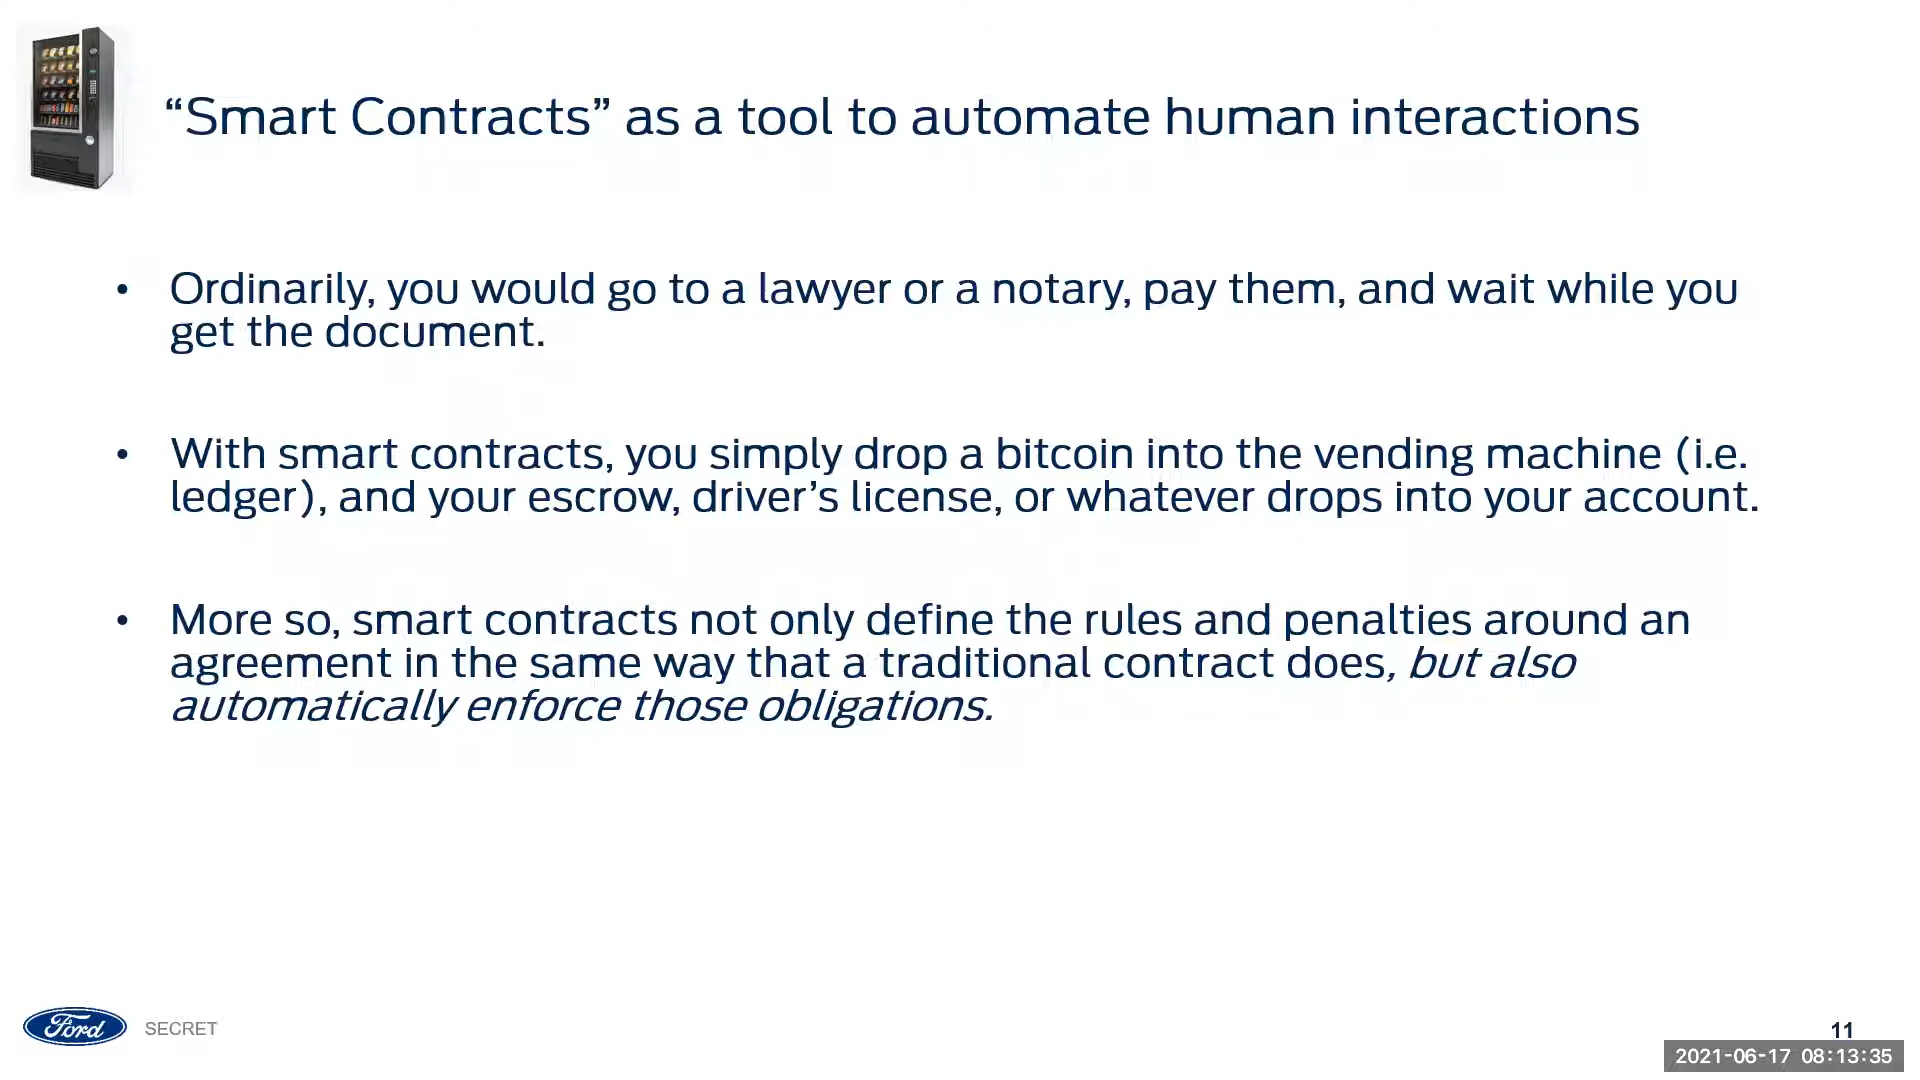 “Smart Contracts” as a tool to automate human interactions
• Ordinarily, you would go to a lawyer or a notary, pay them, and wait while you
get the document.
• With smart contracts, you simply drop a bitcoin into the vending machine (i.e.
ledger), and your escrow, driver’s license, or whatever drops into your account.
• More so, smart contracts not only define the rules and penalties around an
agreement in the same way that a traditional contract does, but also
automatically enforce those obligations.
Ford SECRET
11
2021-06-17 08:13:35